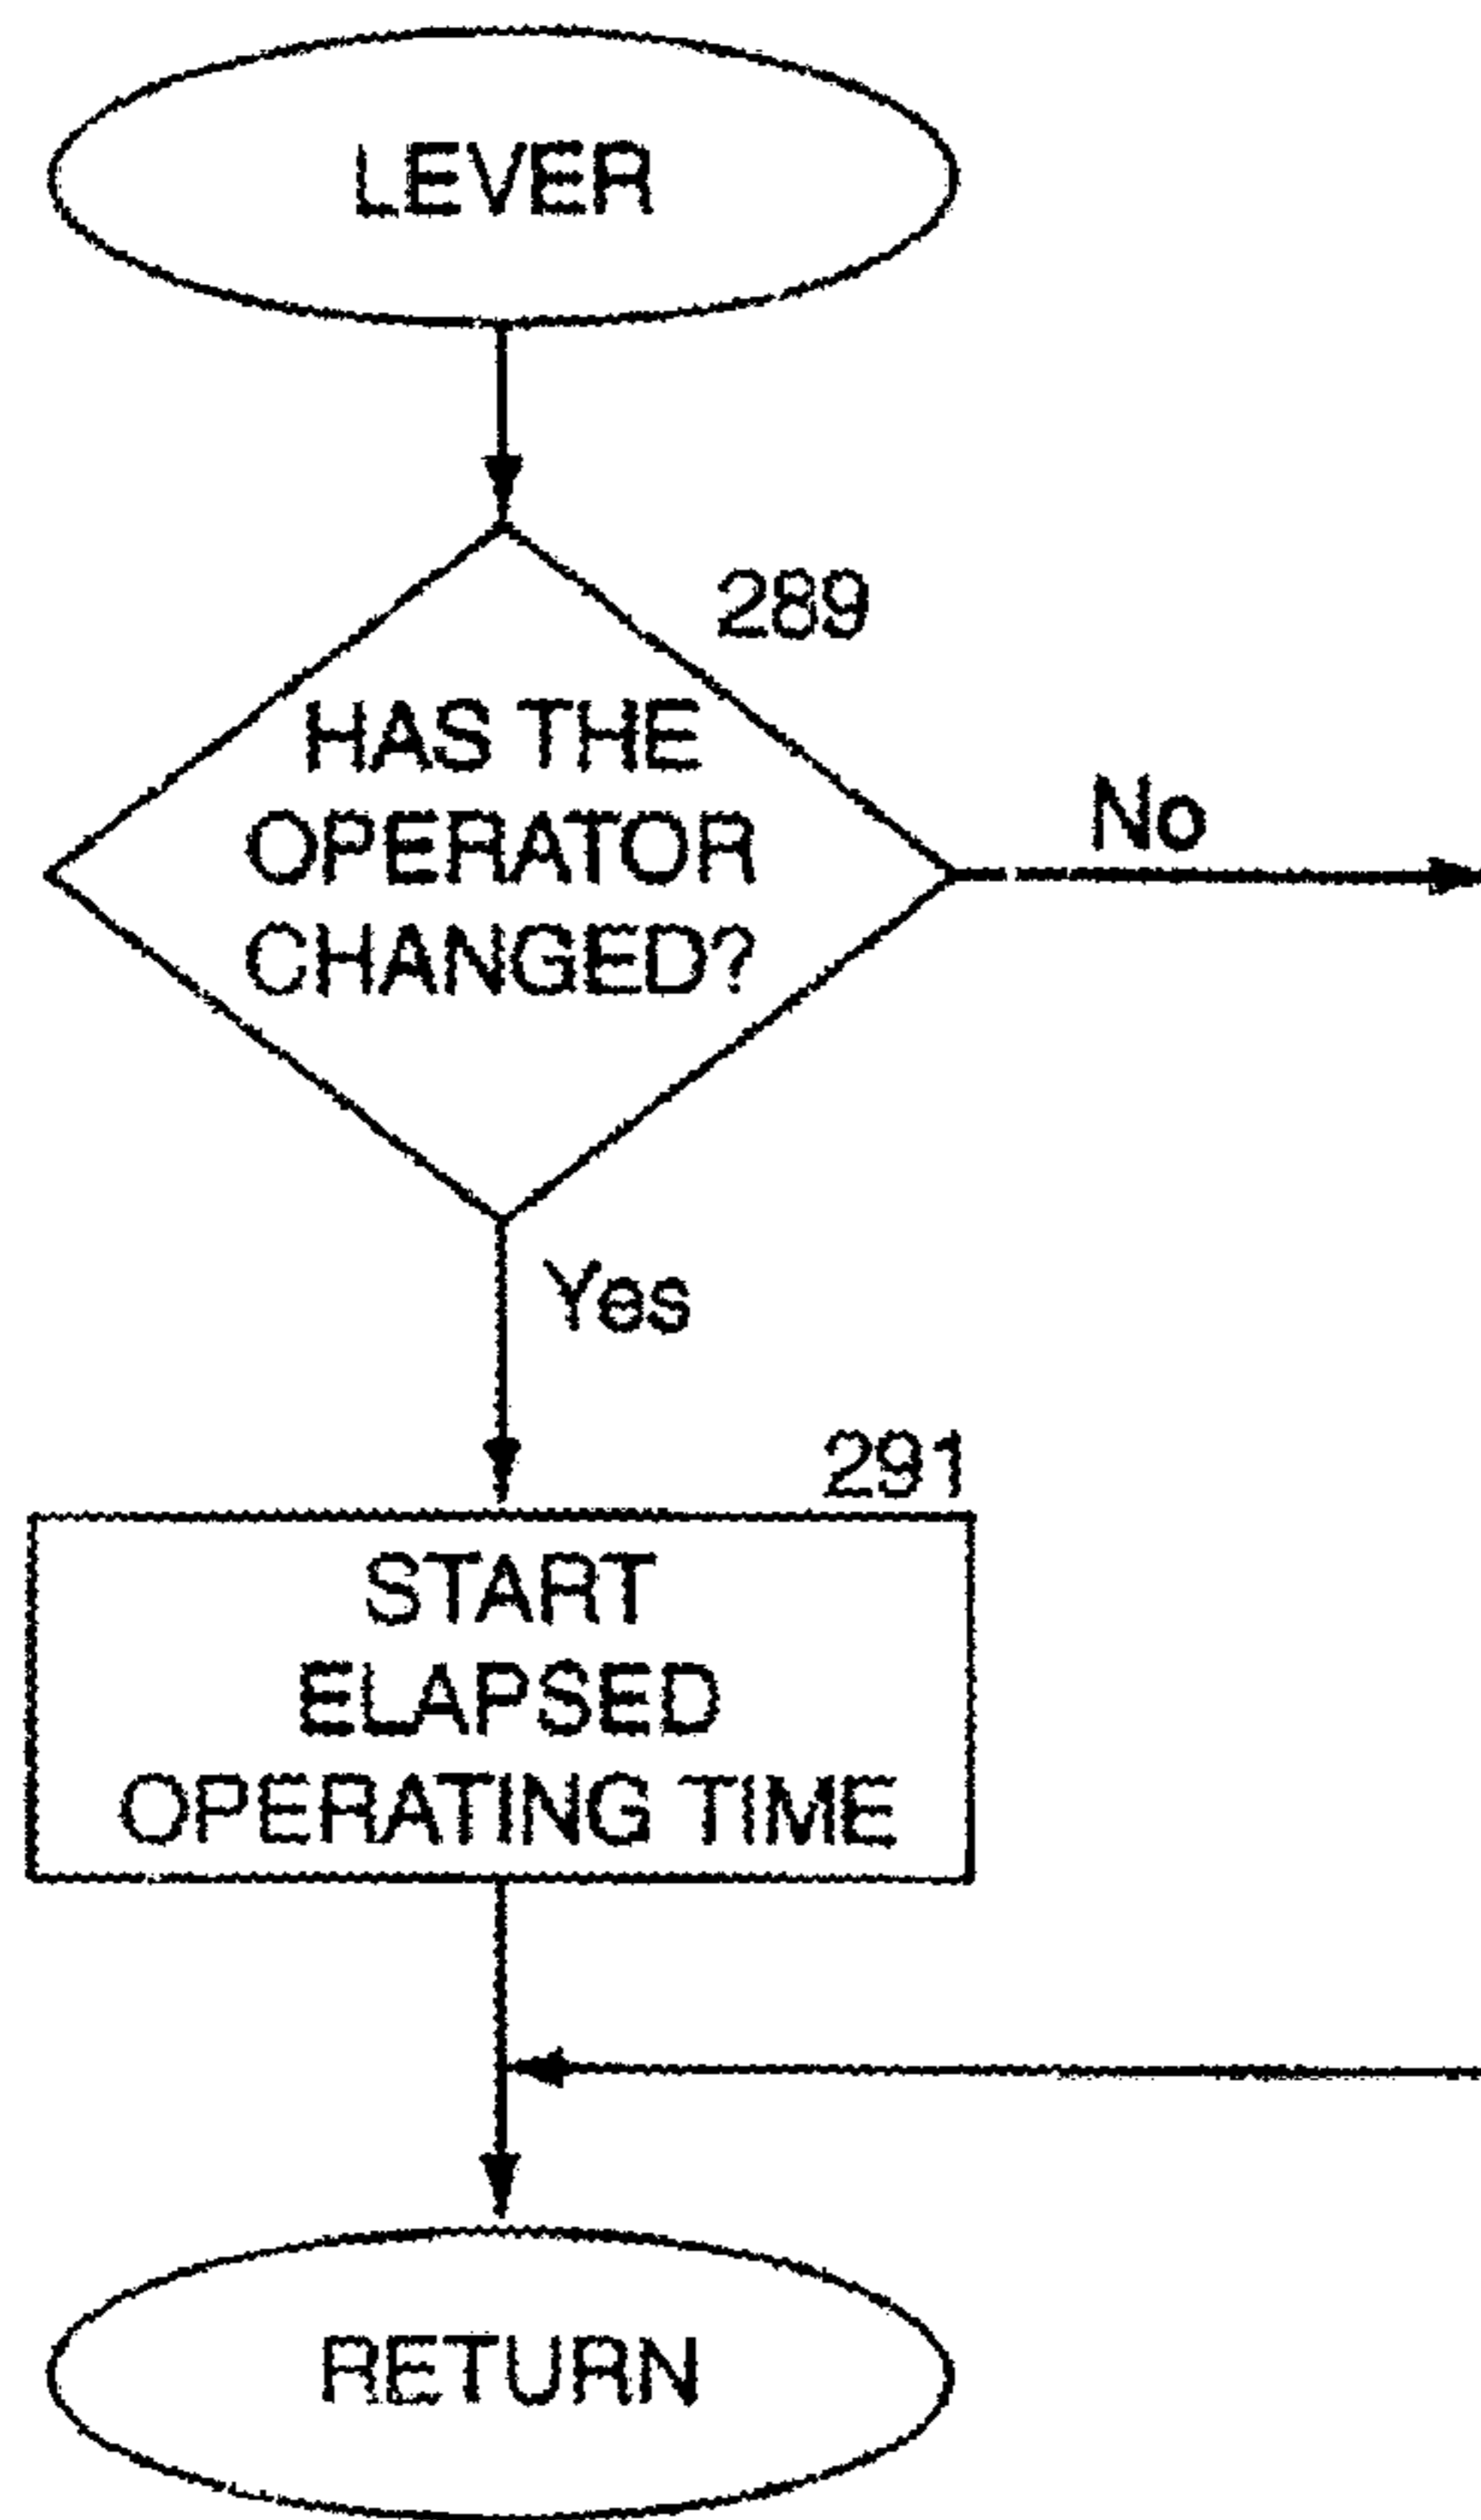 LEVER
289
HAS THE
OPERATOR
CHANGED?
No
Yes
291
START
ELAPSED
OPERATING TIME
RETURN